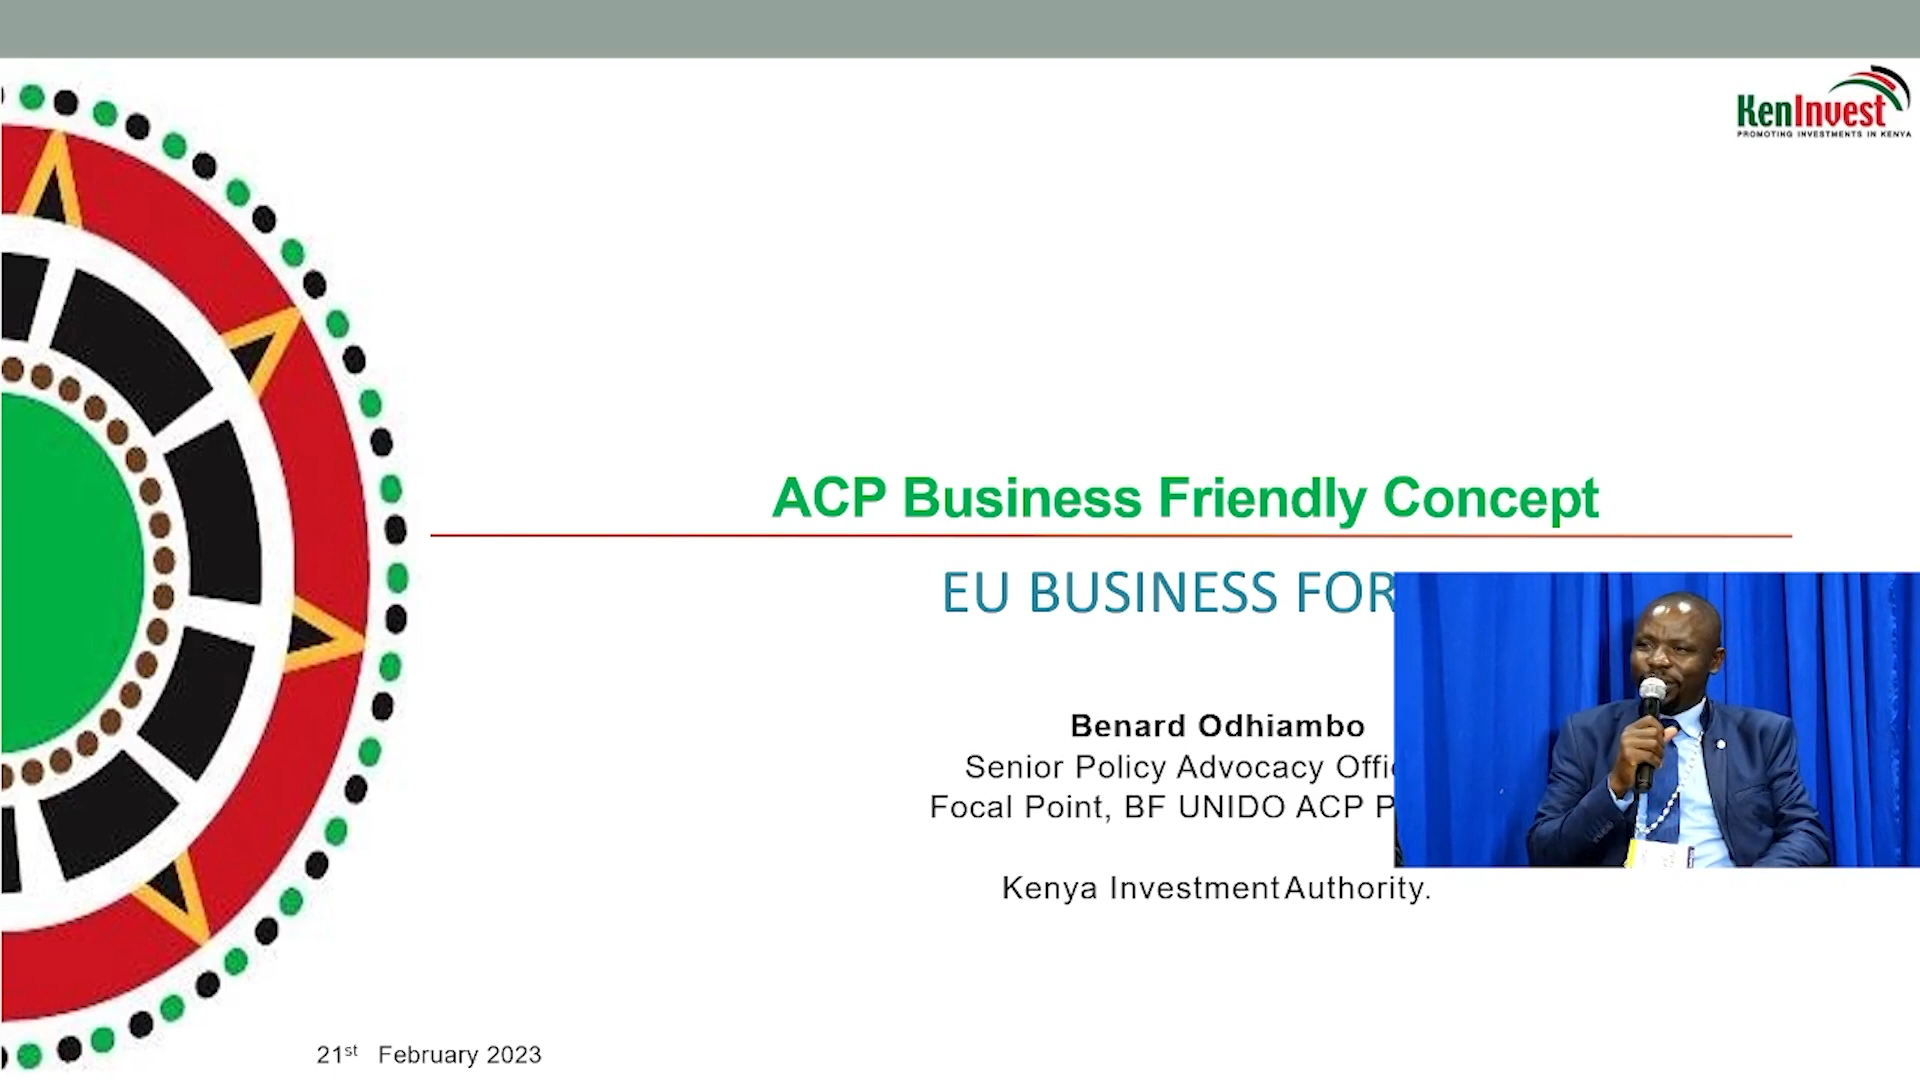 KenInvest
PROMOTING INVESTMENTS IN KENYA
ACP Business Friendly Concept
EU BUSINESS FOR
Benard Odhiambo
Senior Policy Advocacy Offi
Focal Point, BF UNIDO ACP P
Kenya Investment Authority.
21st February 2023